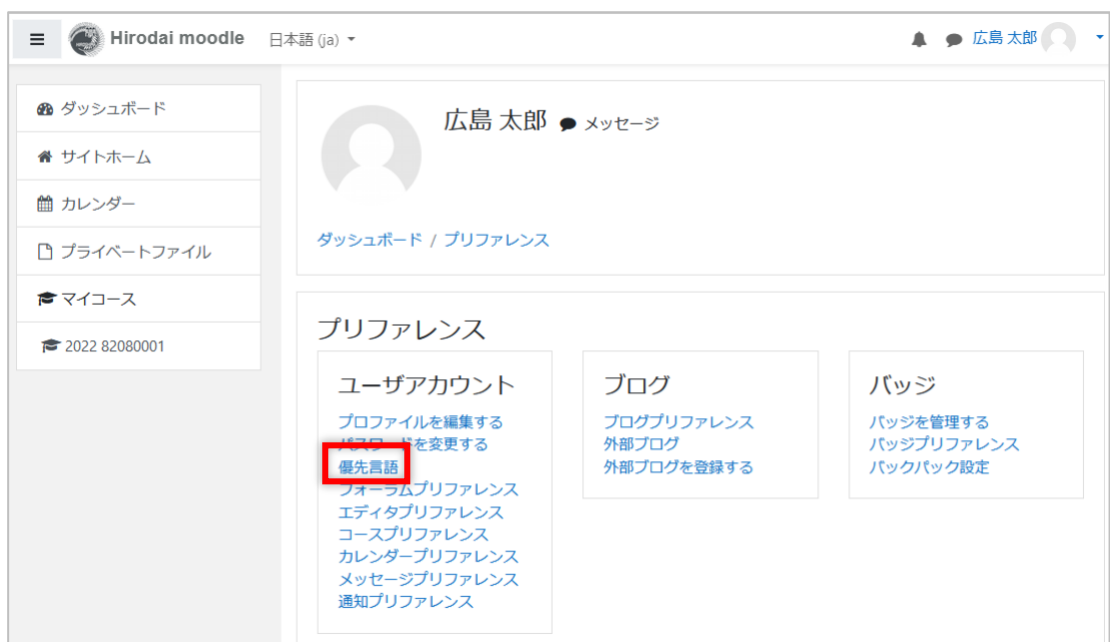 Hirodai moodle 日本語 (ja)
広島 太郎
ダッシュボード
サイトホーム
カレンダー
プライベートファイル
マイコース
2022 82080001
広島 太郎 メッセージ
ダッシュボード / プリファレンス
プリファレンス
ユーザアカウント
プロファイルを編集する
パスワードを変更する
優先言語
フォーラムプリファレンス
エディタプリファレンス
コースプリファレンス
カレンダープリファレンス
メッセージプリファレンス
通知プリファレンス
ブログ
ブログプリファレンス
外部ブログ
外部ブログを登録する
バッジ
バッジを管理する
バッジプリファレンス
バックパック設定